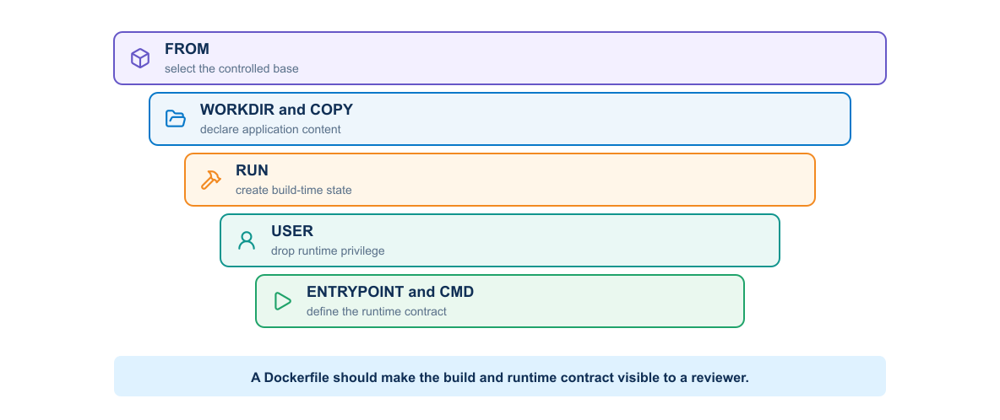 FROM
select the controlled base
WORKDIR and COPY
declare application content
RUN
create build-time state
USER
drop runtime privilege
ENTRYPOINT and CMD
define the runtime contract
A Dockerfile should make the build and runtime contract visible to a reviewer.